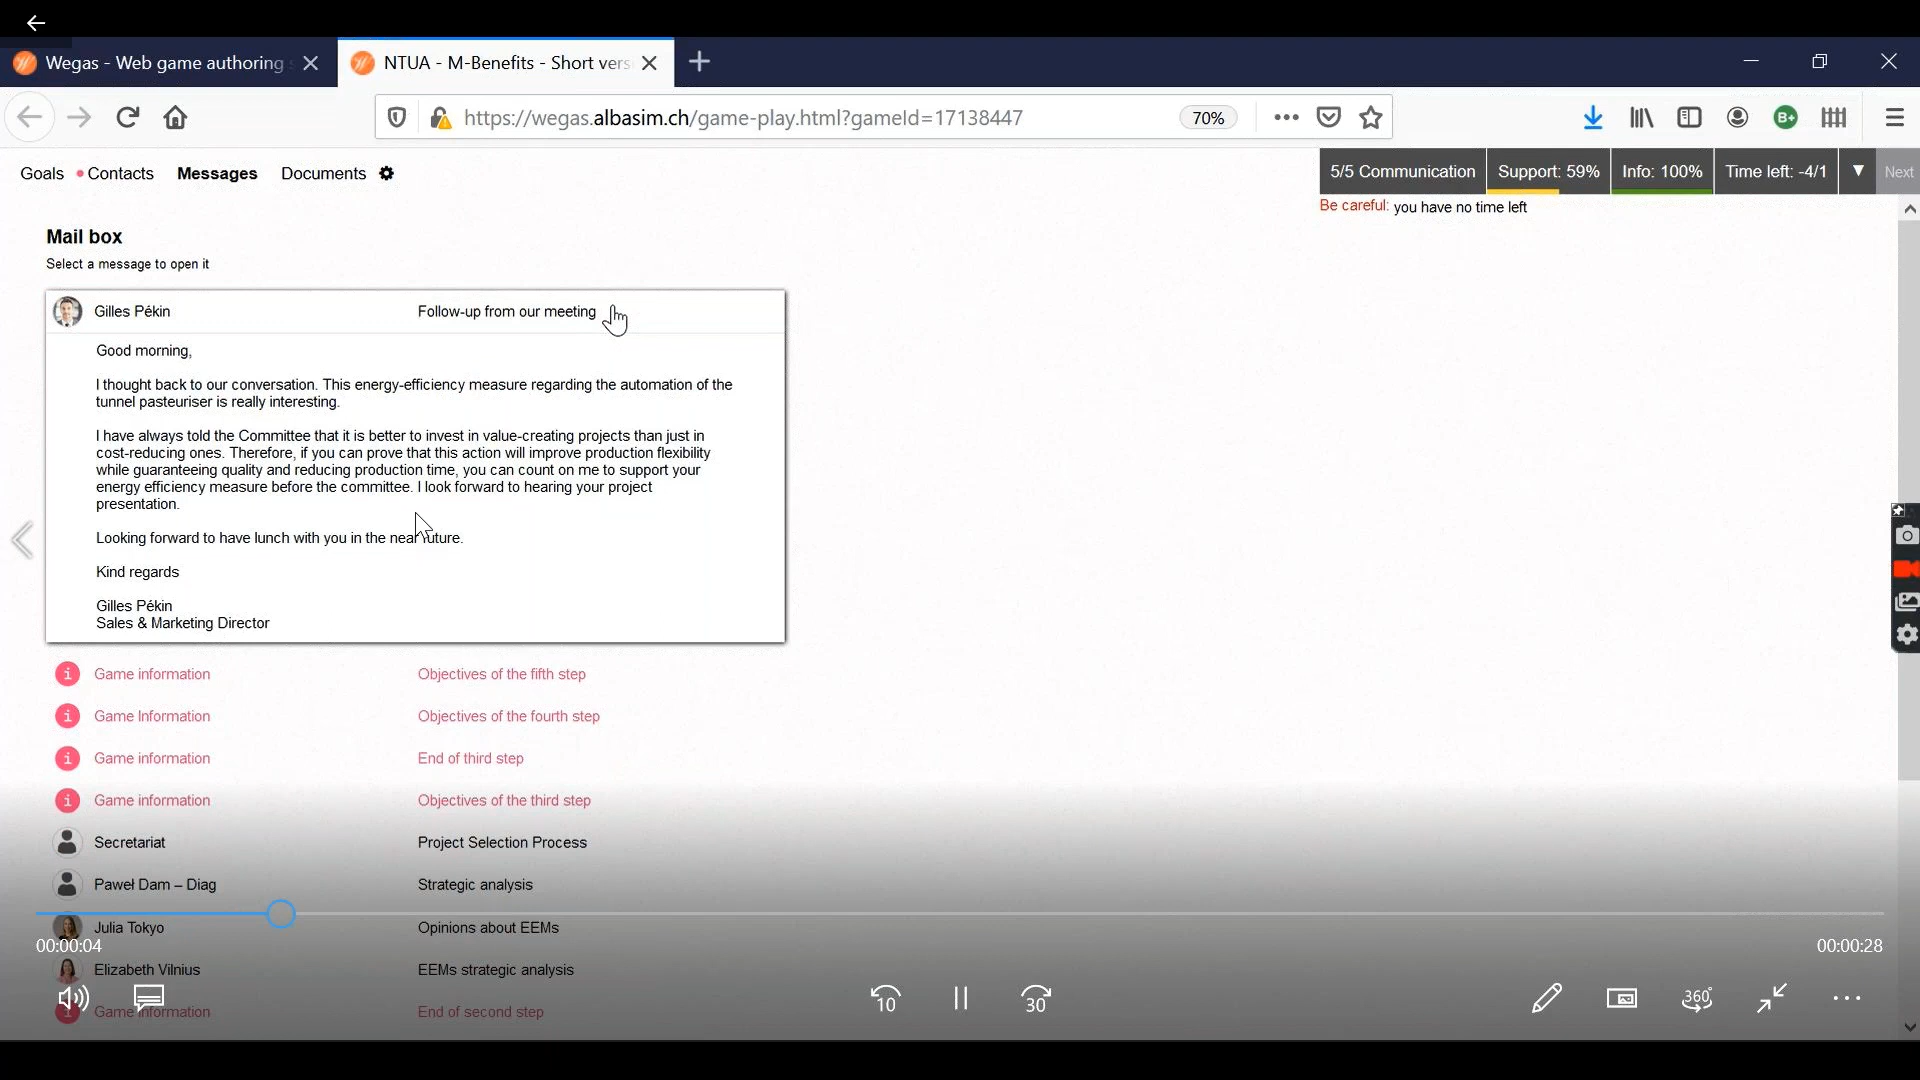 Wegas - Web game authoring
NTUA - M-Benefits - Short vers
https://wegas.albasim.ch/game-play.html?gameId=17138447
70%
B+
Goals Contacts Messages Documents
5/5 Communication Support: 59% Info: 100% Time left: -4/1 Next
Be careful: you have no time left
Mail box
Select a message to open it
Gilles Pékin Follow-up from our meeting
Good morning,
I thought back to our conversation. This energy-efficiency measure regarding the automation of the
tunnel pasteuriser is really interesting.
I have always told the Committee that it is better to invest in value-creating projects than just in
cost-reducing ones. Therefore, if you can prove that this action will improve production flexibility
while guaranteeing quality and reducing production time, you can count on me to support your
energy efficiency measure before the committee. I look forward to hearing your project
presentation.
Looking forward to have lunch with you in the near future.
Kind regards
Gilles Pékin
Sales & Marketing Director
i Game information Objectives of the fifth step
i Game Information Objectives of the fourth step
i Game information End of third step
i Game information Objectives of the third step
Secretariat Project Selection Process
Paweł Dam – Diag Strategic analysis
Julia Tokyo Opinions about EEMs
00:00:04 00:00:28
Elizabeth Vilnius EEMs strategic analysis
Game information End of second step
10 30 360°